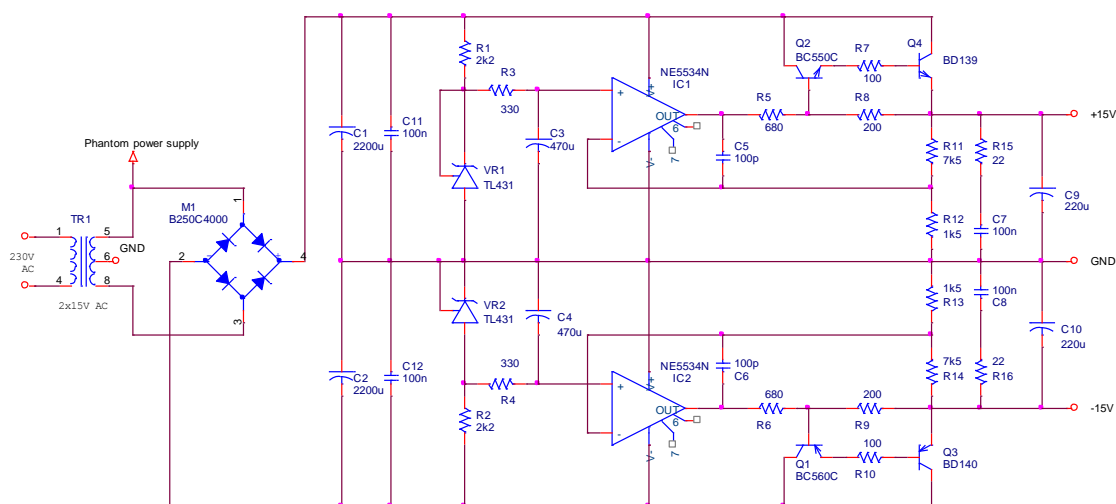 Phantom power supply
TR1
1
5
6
GND
4
8
230V
AC
2x15V AC
M1
B250C4000
1
2
3
4
-
+
C1
2200u
C11
100n
R1
2k2
R3
330
VR1
TL431
C3
470u
NE5534N
IC1
+
-
V+
V-
OUT
6
7
C5
100p
R5
680
Q2
BC550C
R7
100
Q4
BD139
R8
200
R11
7k5
R15
22
R12
1k5
C7
100n
C9
220u
+15V
GND
C2
2200u
C12
100n
VR2
TL431
C4
470u
330
R4
R2
2k2
NE5534N
IC2
+
-
V+
V-
OUT
6
7
100p
C6
680
R6
200
R9
Q1
BC560C
100
R10
Q3
BD140
1k5
R13
100n
C8
7k5
R14
22
R16
C10
220u
-15V